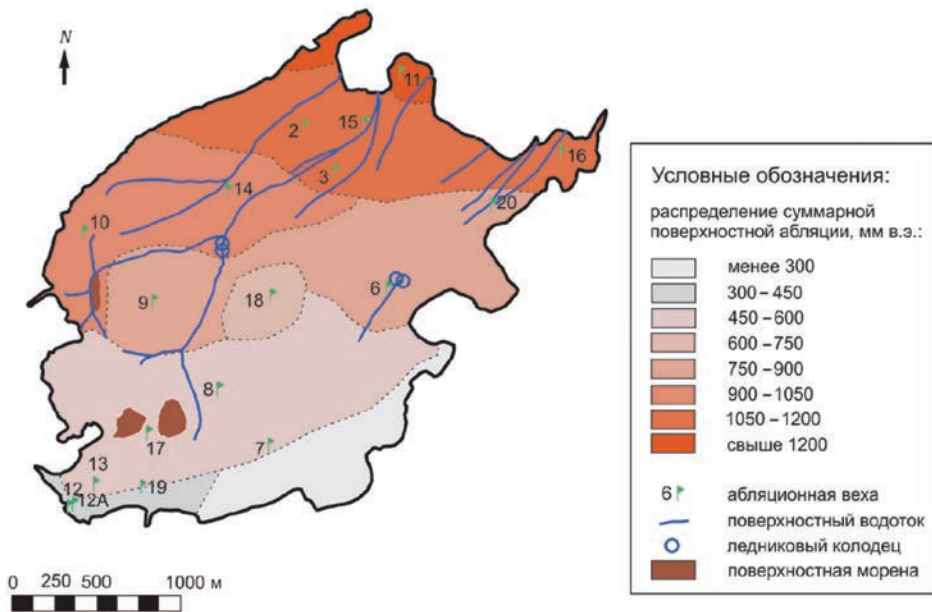 N
11
2
15
3
16
14
20
10
6
9
18
8
17
7
13
12
12А
19
0 250 500 1000 м
Условные обозначения:
распределение суммарной
поверхностной абляции, мм в.э.:
менее 300
300 – 450
450 – 600
600 – 750
750 – 900
900 – 1050
1050 – 1200
свыше 1200
6 абляционная веха
поверхностный водоток
ледниковый колодец
поверхностная морена